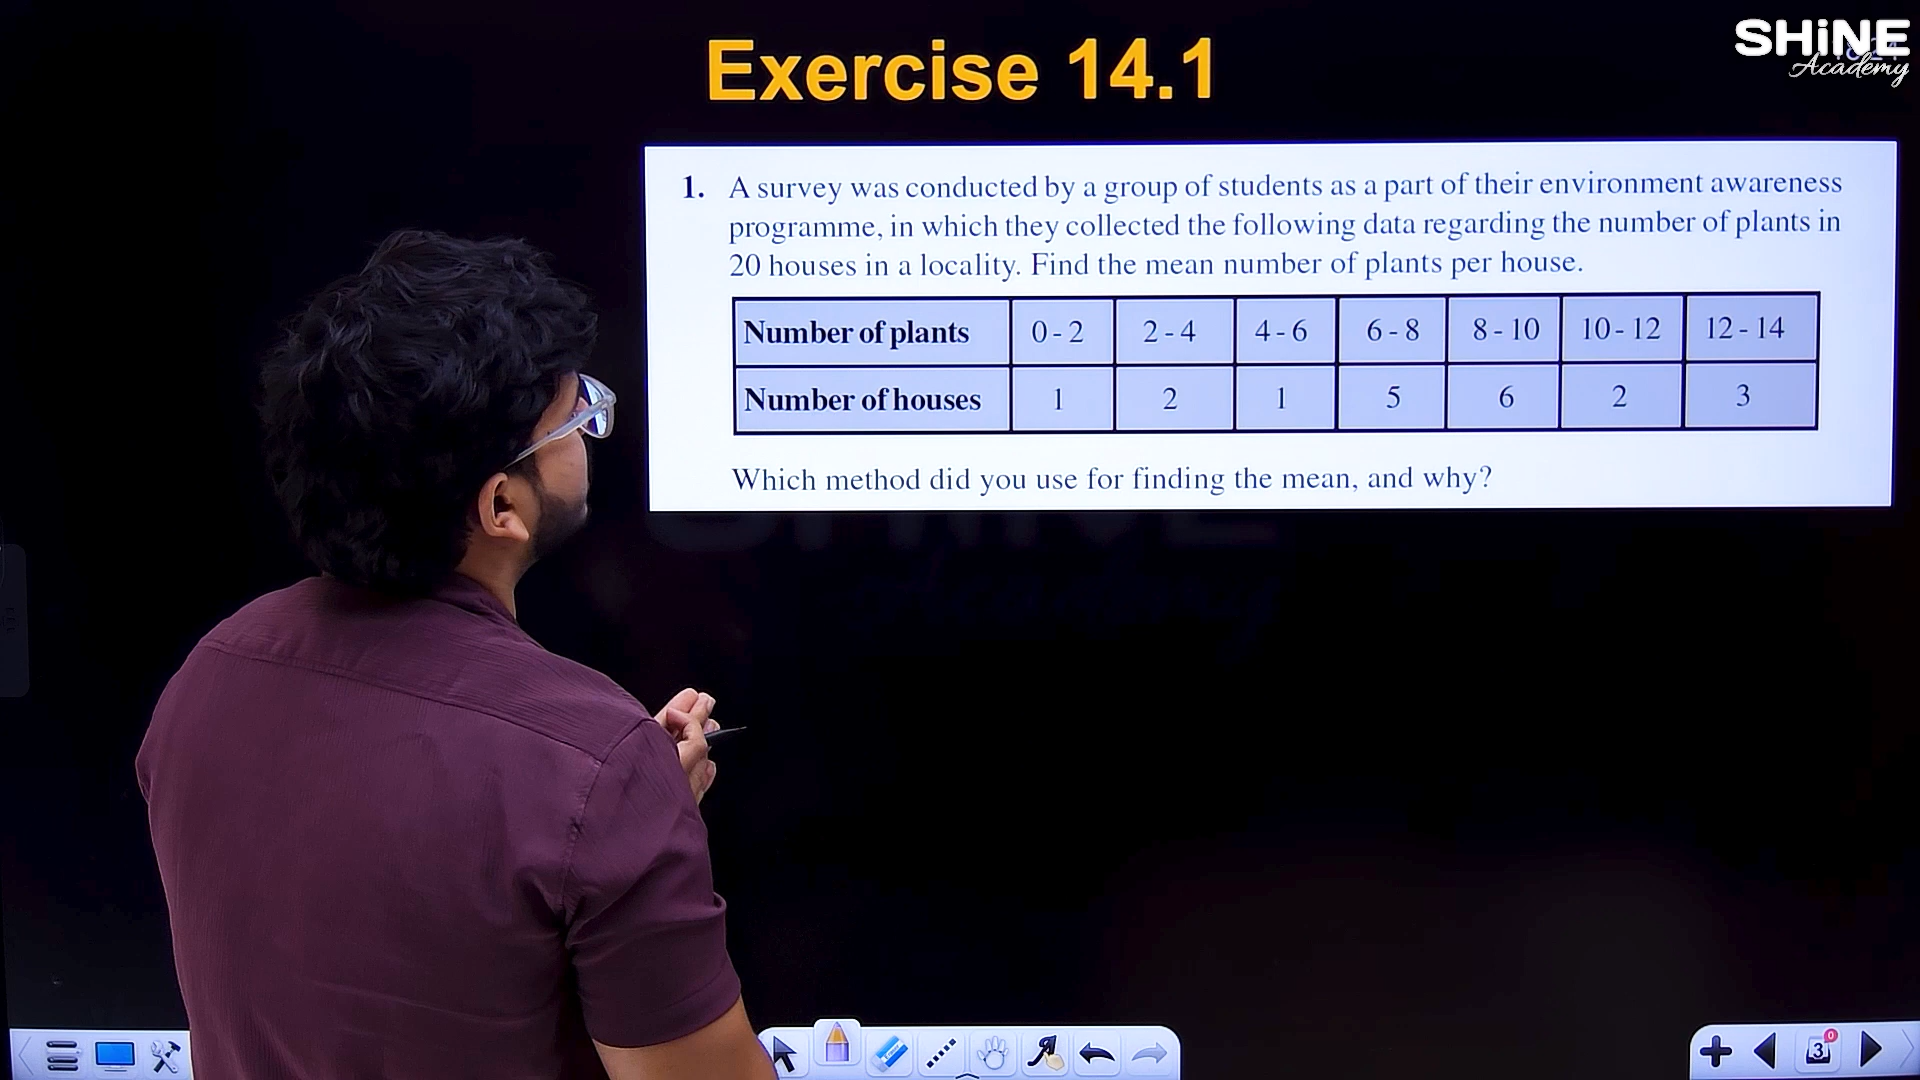 Exercise 14.1
SHiNE
Academy
1. A survey was conducted by a group of students as a part of their environment awareness
programme, in which they collected the following data regarding the number of plants in
20 houses in a locality. Find the mean number of plants per house.
Number of plants 0 - 2 2 - 4 4 - 6 6 - 8 8 - 10 10 - 12 12 - 14
Number of houses 1 2 1 5 6 2 3
Which method did you use for finding the mean, and why?
3
0